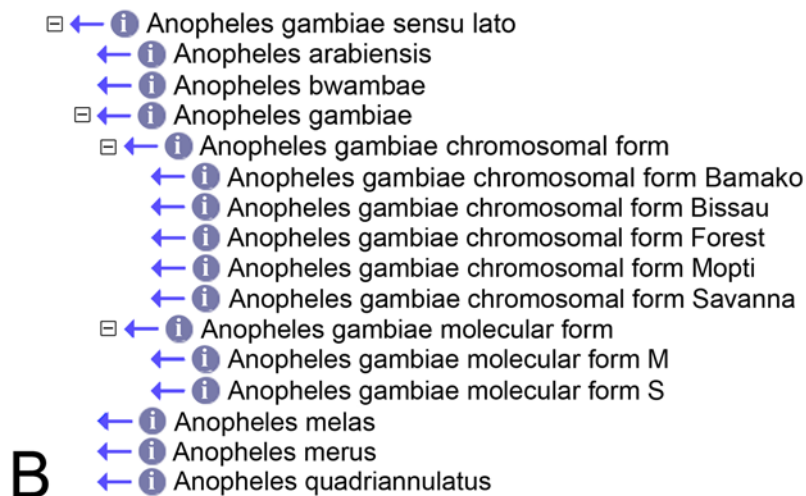 Anopheles gambiae sensu lato
Anopheles arabiensis
Anopheles bwambae
Anopheles gambiae
Anopheles gambiae chromosomal form
Anopheles gambiae chromosomal form Bamako
Anopheles gambiae chromosomal form Bissau
Anopheles gambiae chromosomal form Forest
Anopheles gambiae chromosomal form Mopti
Anopheles gambiae chromosomal form Savanna
Anopheles gambiae molecular form
Anopheles gambiae molecular form M
Anopheles gambiae molecular form S
Anopheles melas
Anopheles merus
Anopheles quadriannulatus
B